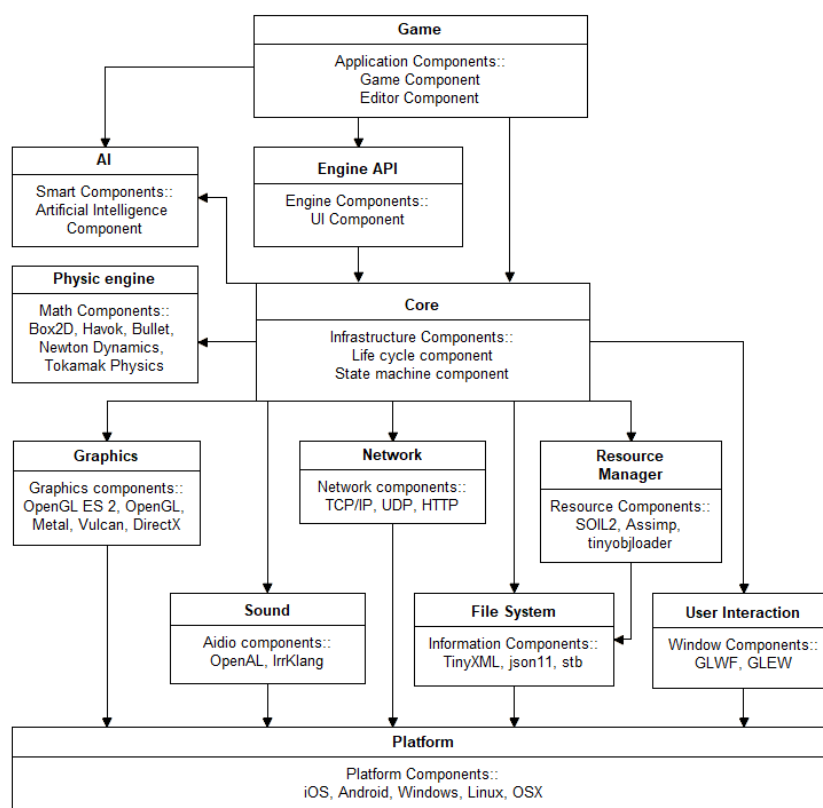 Game
Application Components::
Game Component
Editor Component
AI
Smart Components::
Artificial Intelligence
Component
Engine API
Engine Components::
UI Component
Physic engine
Math Components::
Box2D, Havok, Bullet,
Newton Dynamics,
Tokamak Physics
Core
Infrastructure Components::
Life cycle component
State machine component
Graphics
Graphics components::
OpenGL ES 2, OpenGL,
Metal, Vulcan, DirectX
Network
Network components::
TCP/IP, UDP, HTTP
Resource
Manager
Resource Components::
SOIL2, Assimp,
tinyobjloader
Sound
Aidio components::
OpenAL, IrrKlang
File System
Information Components::
TinyXML, json11, stb
User Interaction
Window Components::
GLWF, GLEW
Platform
Platform Components::
iOS, Android, Windows, Linux, OSX